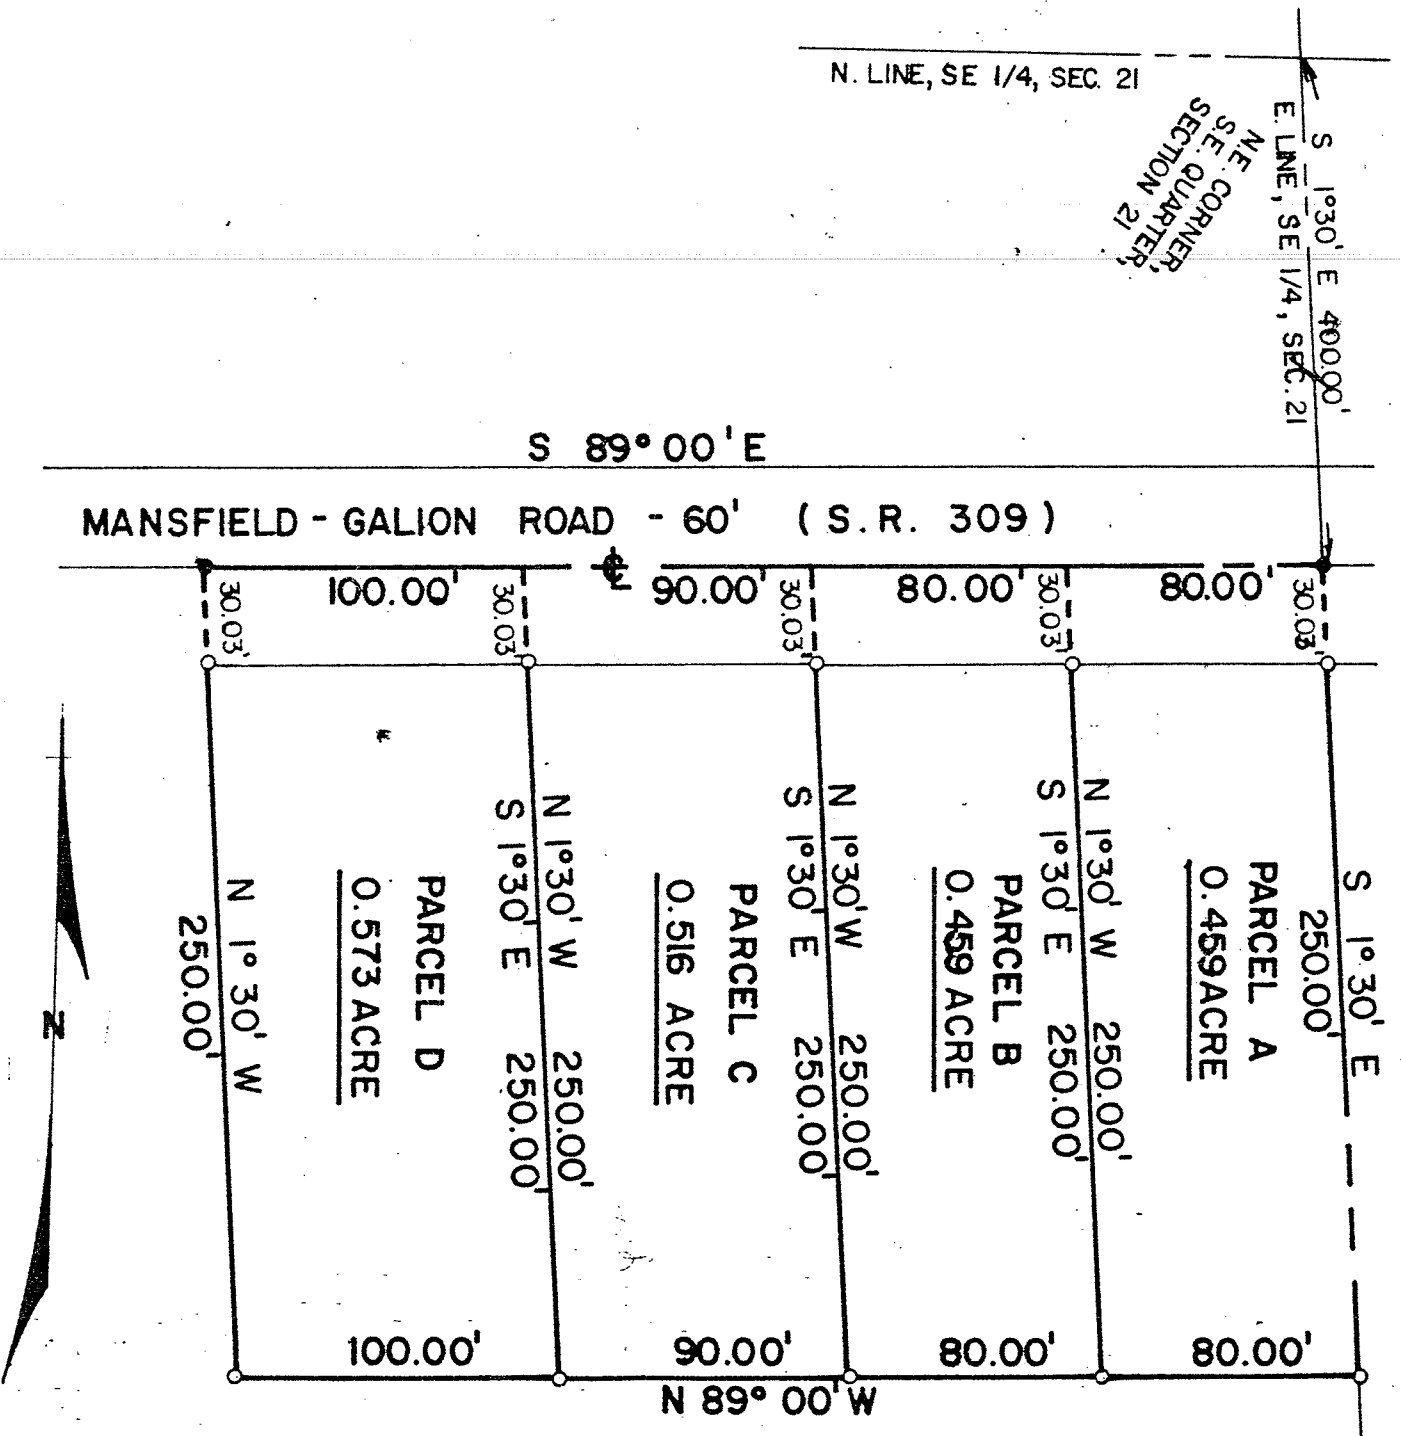 N. LINE, SE 1/4, SEC. 21
N.E. CORNER,
S.E. QUARTER,
SECTION 21
S 1°30' E 400.00'
E. LINE, SE 1/4, SEC. 21
S 89°00' E
MANSFIELD - GALION ROAD - 60' (S.R. 309)
100.00'
90.00'
80.00'
80.00'
30.03'
30.03'
30.03'
30.03'
30.03'
N 1°30' W
250.00'
PARCEL D
0.573 ACRE
N 1°30' W 250.00'
S 1°30' E 250.00'
PARCEL C
0.516 ACRE
N 1°30' W 250.00'
S 1°30' E 250.00'
PARCEL B
0.459 ACRE
N 1°30' W 250.00'
S 1°30' E 250.00'
PARCEL A
0.459 ACRE
S 1°30' E
250.00'
N
100.00'
90.00'
80.00'
80.00'
N 89°00' W